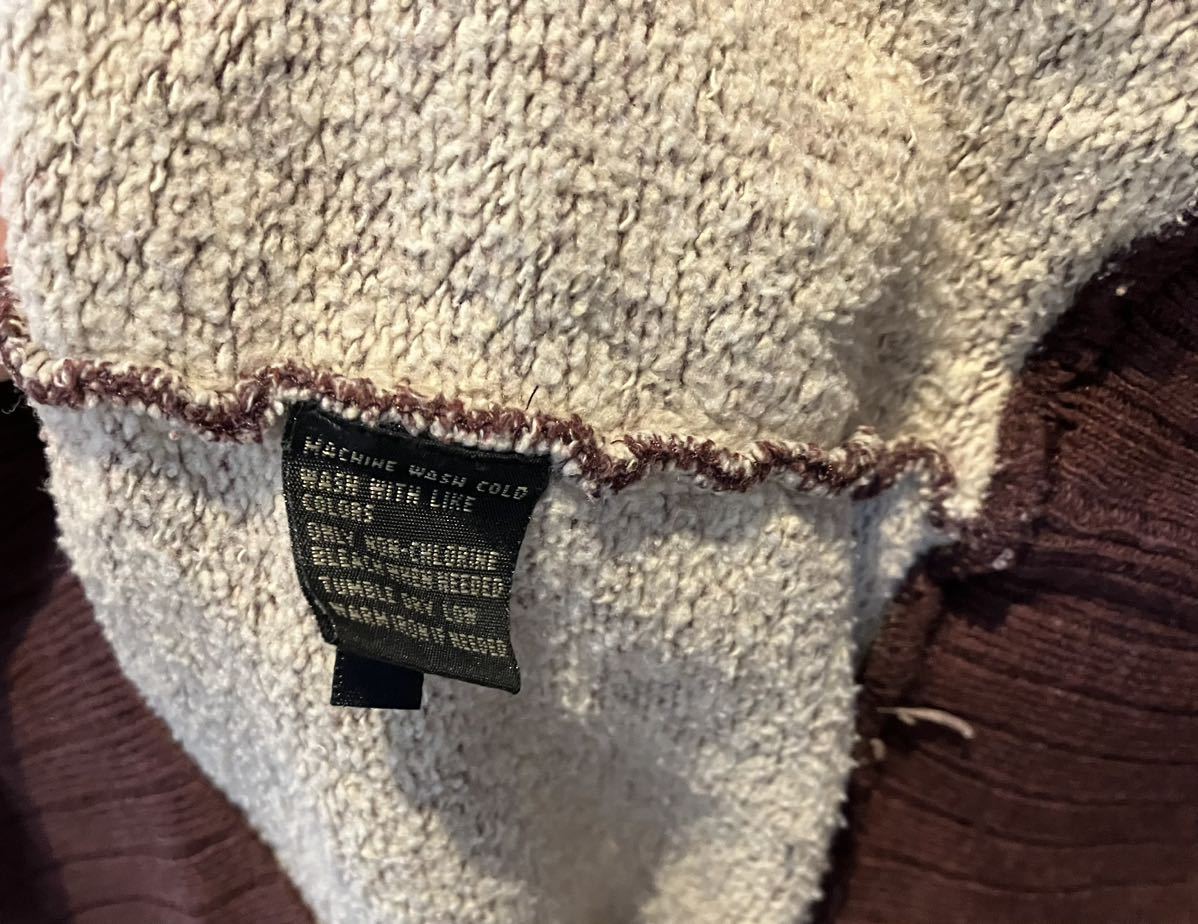 MACHINE WASH COLD
WASH WITH LIKE
COLORS
ONLY NON-CHLORINE
BLEACH WHEN NEEDED
TUMBLE DRY LOW
WARM IRON IF NEEDED